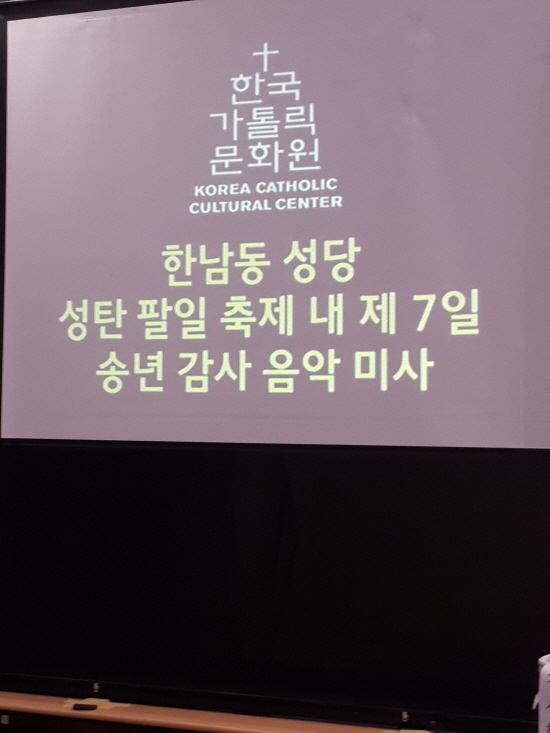 한국
가톨릭
문화원
KOREA CATHOLIC
CULTURAL CENTER
한남동 성당
성탄 팔일 축제 내 제 7일
송년 감사 음악 미사